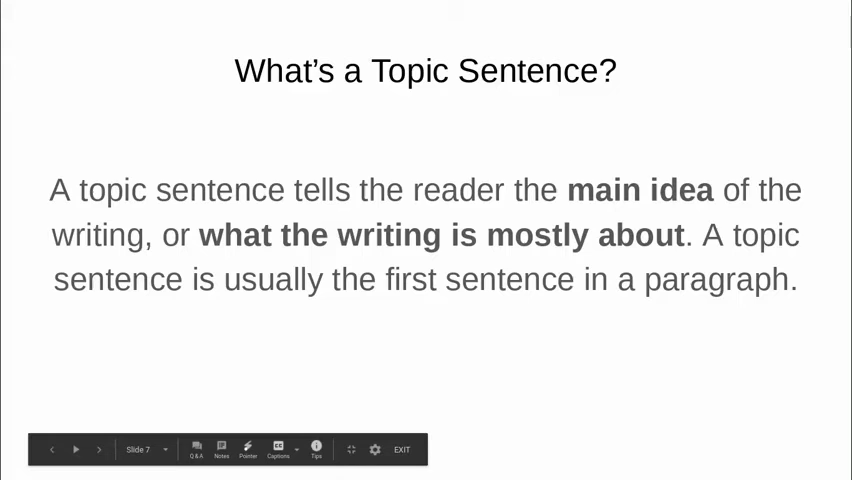 What’s a Topic Sentence?
A topic sentence tells the reader the main idea of the
writing, or what the writing is mostly about. A topic
sentence is usually the first sentence in a paragraph.
Slide 7
Q & A Notes Pointer Captions Tips
EXIT